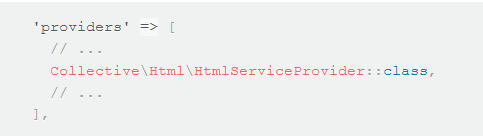 'providers' => [
// ...
Collective\Html\HtmlServiceProvider::class,
// ...
],